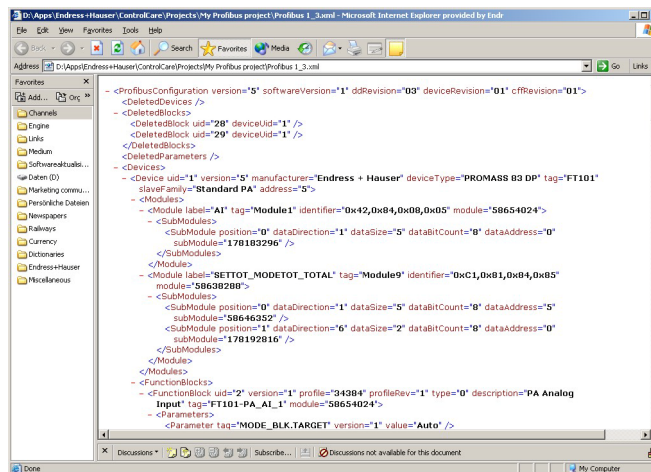 D:\Apps\Endress+Hauser\ControlCare\Projects\My Profibus project\Profibus 1_3.xml - Microsoft Internet Explorer provided by Endr
File Edit View Favorites Tools Help
Back Search Favorites Media
Address D:\Apps\Endress+Hauser\ControlCare\Projects\My Profibus project\Profibus 1_3.xml Go Links
Favorites ×
Add... Org »
Channels
Engine
Links
Medium
Softwareaktualisi...
Daten (D)
Marketing commu...
Persönliche Dateien
Newspapers
Railways
Currency
Dictionaries
Endress+Hauser
Miscellaneous
- <ProfibusConfiguration version="5" softwareVersion="1" ddRevision="03" deviceRevision="01" cffRevision="01">
<DeletedDevices />
- <DeletedBlocks>
<DeletedBlock uid="28" deviceUid="1" />
<DeletedBlock uid="29" deviceUid="1" />
</DeletedBlocks>
<DeletedParameters />
- <Devices>
- <Device uid="1" version="5" manufacturer="Endress + Hauser" deviceType="PROMASS 83 DP" tag="FT101"
slaveFamily="Standard PA" address="5">
- <Modules>
- <Module label="AI" tag="Module1" identifier="0x42,0x84,0x08,0x05" module="58654024">
- <SubModules>
<SubModule position="0" dataDirection="1" dataSize="5" dataBitCount="8" dataAddress="0"
subModule="178183296" />
</SubModules>
</Module>
- <Module label="SETTOT_MODETOT_TOTAL" tag="Module9" identifier="0xC1,0x81,0x84,0x85"
module="58638288">
- <SubModules>
<SubModule position="0" dataDirection="1" dataSize="5" dataBitCount="8" dataAddress="5"
subModule="58646352" />
<SubModule position="1" dataDirection="6" dataSize="2" dataBitCount="8" dataAddress="0"
subModule="178192816" />
</SubModules>
</Module>
</Modules>
- <FunctionBlocks>
- <FunctionBlock uid="2" version="1" profile="34384" profileRev="1" type="0" description="PA Analog
Input" tag="FT101-PA_AI_1" module="58654024">
- <Parameters>
<Parameter tag="MODE_BLK.TARGET" version="1" value="Auto" />
× Discussions Subscribe... Discussions not available for this document
Done My Computer